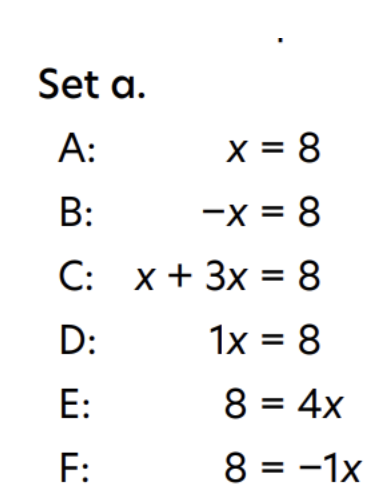 Set a.
A: x = 8
B: −x = 8
C: x + 3x = 8
D: 1x = 8
E: 8 = 4x
F: 8 = −1x